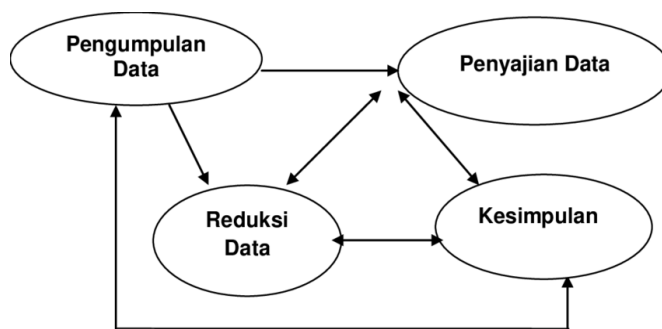 Pengumpulan
Data
Penyajian Data
Reduksi
Data
Kesimpulan